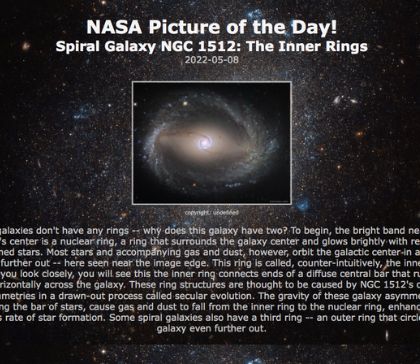 NASA Picture of the Day!
Spiral Galaxy NGC 1512: The Inner Rings
2022-05-08
copyright: undefined
galaxies don't have any rings -- why does this galaxy have two? To begin, the bright band ne
's center is a nuclear ring, a ring that surrounds the galaxy center and glows brightly with re
ned stars. Most stars and accompanying gas and dust, however, orbit the galactic center in a
further out -- here seen near the image edge. This ring is called, counter-intuitively, the inne
you look closely, you will see this the inner ring connects ends of a diffuse central bar that ru
orizontally across the galaxy. These ring structures are thought to be caused by NGC 1512's o
mmetries in a drawn-out process called secular evolution. The gravity of these galaxy asymm
ing the bar of stars, cause gas and dust to fall from the inner ring to the nuclear ring, enhanc
s rate of star formation. Some spiral galaxies also have a third ring -- an outer ring that circle
galaxy even further out.